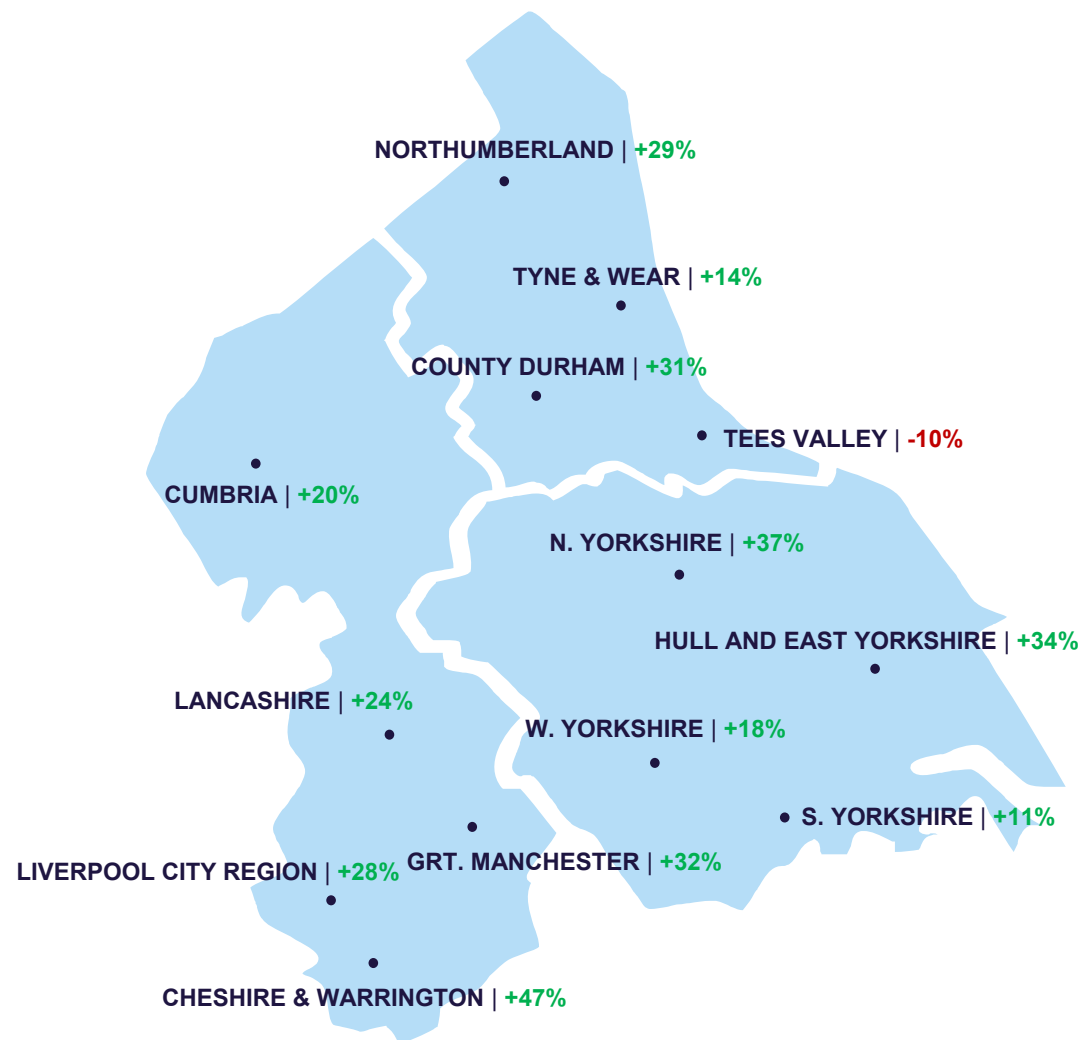 NORTHUMBERLAND | +29%
TYNE & WEAR | +14%
COUNTY DURHAM | +31%
TEES VALLEY | -10%
CUMBRIA | +20%
N. YORKSHIRE | +37%
HULL AND EAST YORKSHIRE | +34%
LANCASHIRE | +24%
W. YORKSHIRE | +18%
S. YORKSHIRE | +11%
GRT. MANCHESTER | +32%
LIVERPOOL CITY REGION | +28%
CHESHIRE & WARRINGTON | +47%